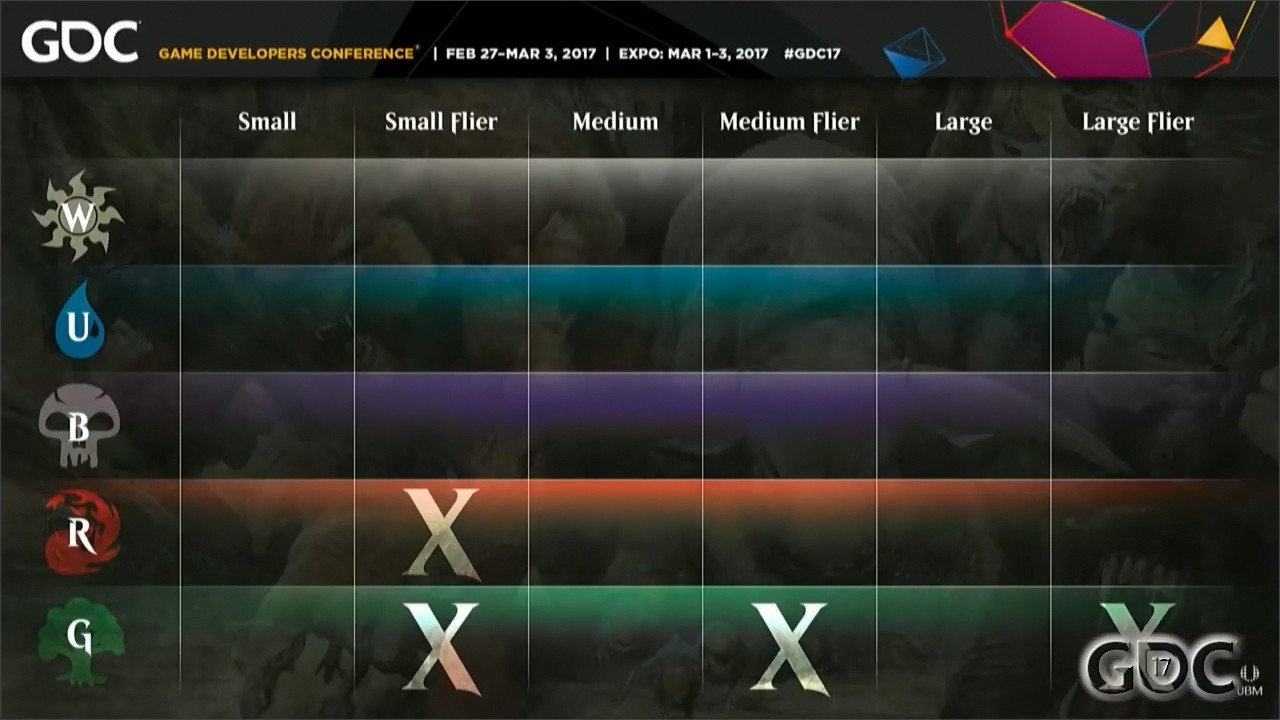 GDC GAME DEVELOPERS CONFERENCE® | FEB 27–MAR 3, 2017 | EXPO: MAR 1–3, 2017 #GDC17
Small Small Flier Medium Medium Flier Large Large Flier
W
U
B
R X
G X X X
GDC 17 UBM